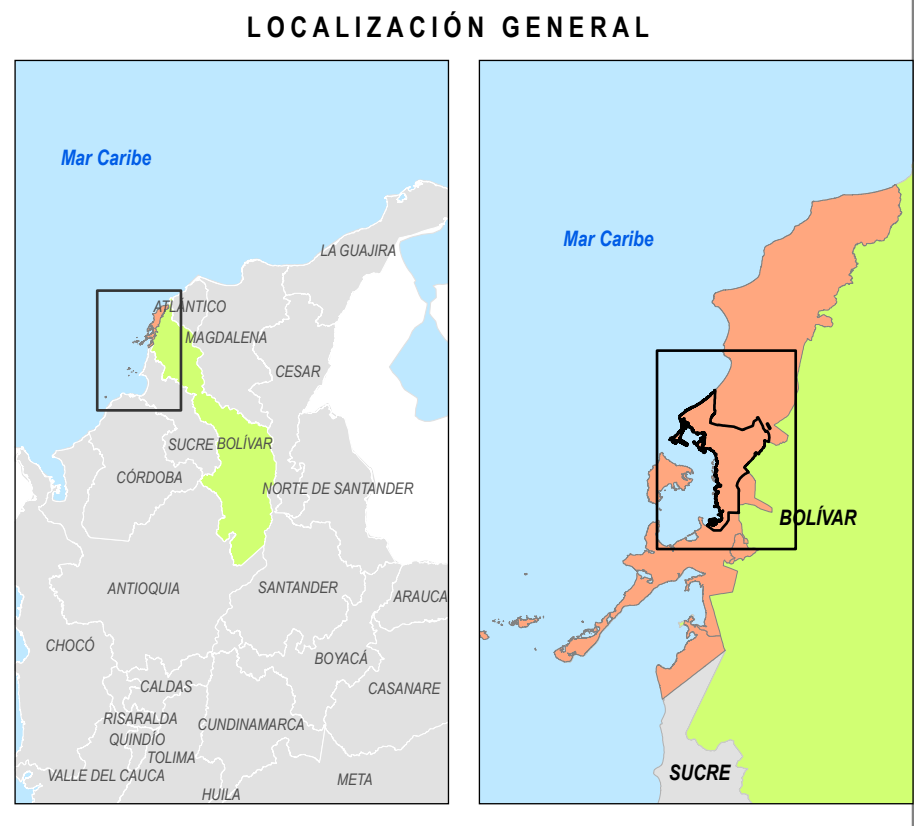 LOCALIZACIÓN GENERAL
Mar Caribe
LA GUAJIRA
ATLÁNTICO
MAGDALENA
CESAR
SUCRE
BOLÍVAR
CÓRDOBA
NORTE DE SANTANDER
ANTIOQUIA
SANTANDER
ARAUCA
CHOCÓ
BOYACÁ
CALDAS
CASANARE
RISARALDA
CUNDINAMARCA
QUINDÍO
TOLIMA
VALLE DEL CAUCA
META
HUILA
Mar Caribe
BOLÍVAR
SUCRE